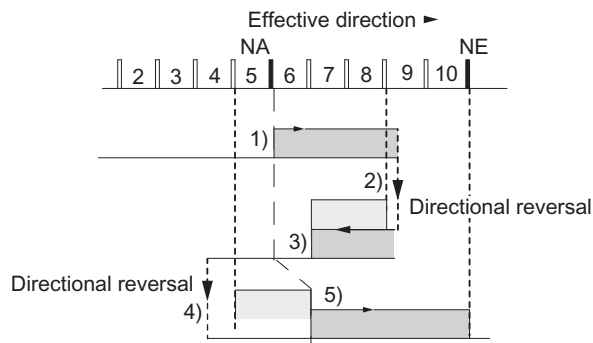 Effective direction ►
NA NE
2 3 4 5 6 7 8 9 10
1)
2)
Directional reversal
3)
Directional reversal
4)
5)